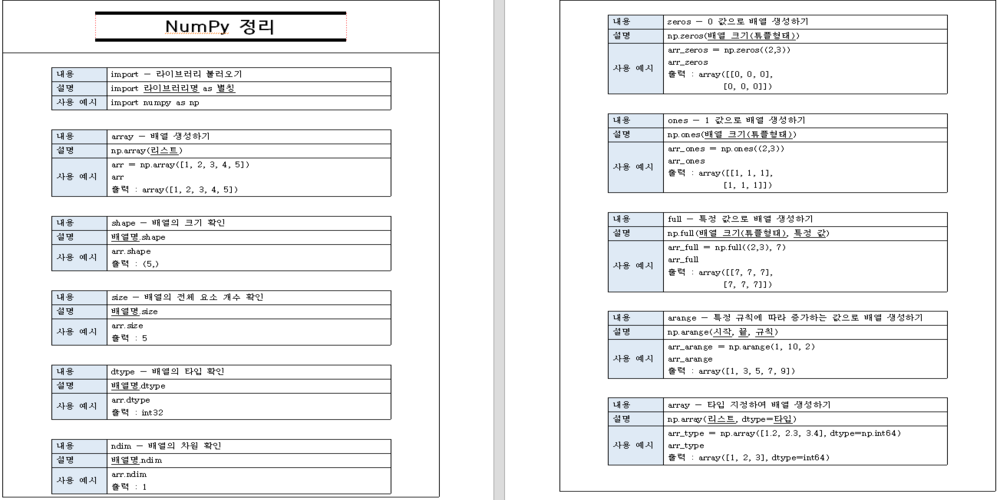 NumPy 정리
내용 import - 라이브러리 불러오기
설명 import 라이브러리명 as 별칭
사용 예시 import numpy as np
내용 array - 배열 생성하기
설명 np.array(리스트)
사용 예시 arr = np.array([1, 2, 3, 4, 5])
arr
출력 : array([1, 2, 3, 4, 5])
내용 shape - 배열의 크기 확인
설명 배열명.shape
사용 예시 arr.shape
출력 : (5,)
내용 size - 배열의 전체 요소 개수 확인
설명 배열명.size
사용 예시 arr.size
출력 : 5
내용 dtype - 배열의 타입 확인
설명 배열명.dtype
사용 예시 arr.dtype
출력 : int32
내용 ndim - 배열의 차원 확인
설명 배열명.ndim
사용 예시 arr.ndim
출력 : 1
내용 zeros - 0 값으로 배열 생성하기
설명 np.zeros(배열 크기(튜플형태))
사용 예시 arr_zeros = np.zeros((2,3))
arr_zeros
출력 : array([[0, 0, 0],
[0, 0, 0]])
내용 ones - 1 값으로 배열 생성하기
설명 np.ones(배열 크기(튜플형태))
사용 예시 arr_ones = np.ones((2,3))
arr_ones
출력 : array([[1, 1, 1],
[1, 1, 1]])
내용 full - 특정 값으로 배열 생성하기
설명 np.full(배열 크기(튜플형태), 특정 값)
사용 예시 arr_full = np.full((2,3), 7)
arr_full
출력 : array([[7, 7, 7],
[7, 7, 7]])
내용 arange - 특정 규칙에 따라 증가하는 값으로 배열 생성하기
설명 np.arange(시작, 끝, 규칙)
사용 예시 arr_arange = np.arange(1, 10, 2)
arr_arange
출력 : array([1, 3, 5, 7, 9])
내용 array - 타입 지정하여 배열 생성하기
설명 np.array(리스트, dtype=타입)
사용 예시 arr_type = np.array([1.2, 2.3, 3.4], dtype=np.int64)
arr_type
출력 : array([1, 2, 3], dtype=int64)